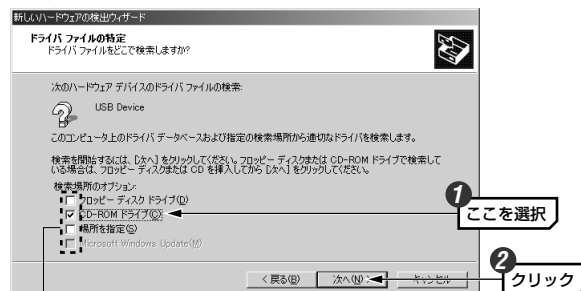 新しいハードウェアの検出ウィザード
ドライバ ファイルの特定
ドライバ ファイルをどこで検索しますか?
次のハードウェア デバイスのドライバ ファイルの検索:
USB Device
このコンピュータ上のドライバ データベースおよび指定の検索場所から適切なドライバを検索します。
検索を開始するには、[次へ] をクリックしてください。フロッピー ディスクまたは CD-ROM ドライブで検索して
いる場合は、フロッピー ディスクまたは CD を挿入してから [次へ] をクリックしてください。
検索場所のオプション:
フロッピー ディスク ドライブ(D)
CD-ROM ドライブ(C)
場所を指定(S)
Microsoft Windows Update(M)
1
ここを選択
< 戻る(B)
次へ(N) >
キャンセル
2
クリック